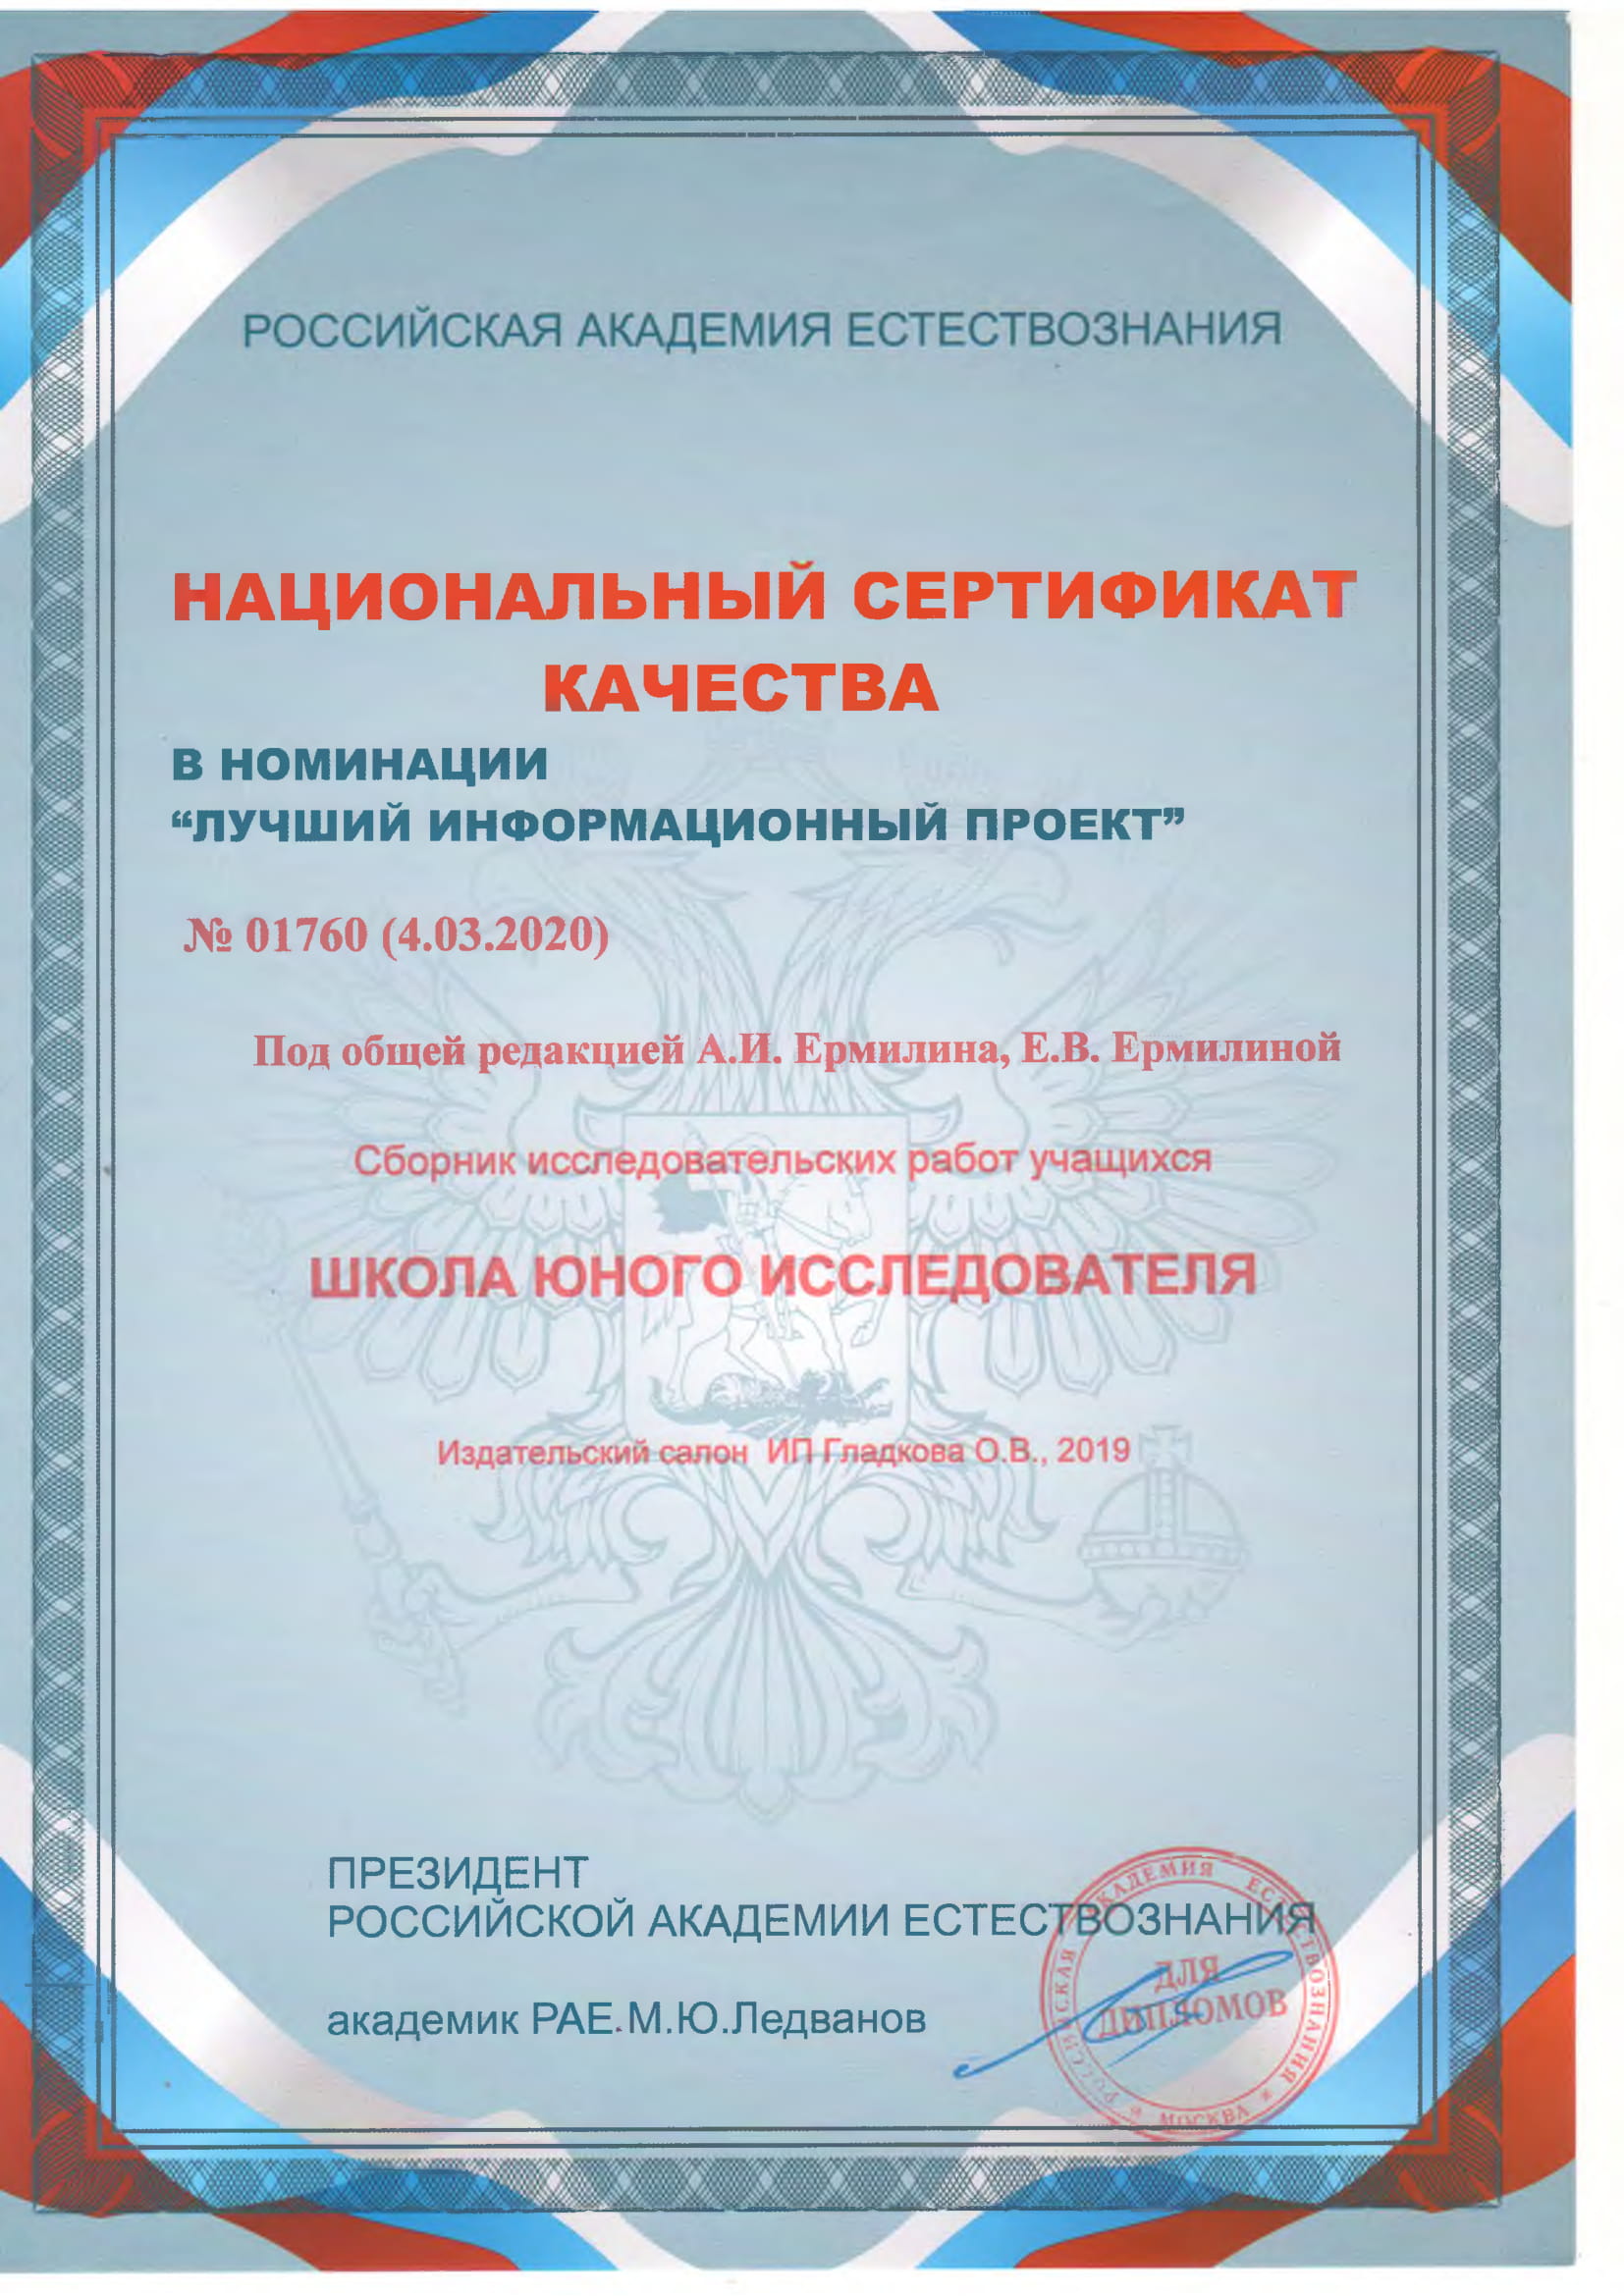 РОССИЙСКАЯ АКАДЕМИЯ ЕСТЕСТВОЗНАНИЯ
НАЦИОНАЛЬНЫЙ СЕРТИФИКАТ
КАЧЕСТВА
В НОМИНАЦИИ
“ЛУЧШИЙ ИНФОРМАЦИОННЫЙ ПРОЕКТ”
№ 01760 (4.03.2020)
Под общей редакцией А.И. Ермилина, Е.В. Ермилиной
Сборник исследовательских работ учащихся
ШКОЛА ЮНОГО ИССЛЕДОВАТЕЛЯ
Издательский салон ИП Гладкова О.В., 2019
ПРЕЗИДЕНТ
РОССИЙСКОЙ АКАДЕМИИ ЕСТЕСТВОЗНАНИЯ
академик РАЕ М.Ю.Ледванов
РОССИЙСКАЯ АКАДЕМИЯ ЕСТЕСТВОЗНАНИЯ
ДЛЯ
ДИПЛОМОВ
МОСКВА